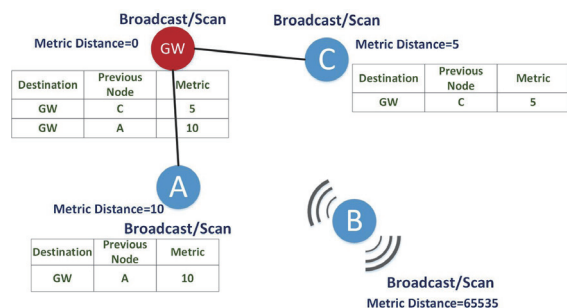 Broadcast/Scan
Broadcast/Scan
Metric Distance=0
GW
C
Metric Distance=5
Destination Previous Node Metric
GW C 5
GW A 10
Destination Previous Node Metric
GW C 5
A
Metric Distance=10
Broadcast/Scan
Destination Previous Node Metric
GW A 10
B
Broadcast/Scan
Metric Distance=65535